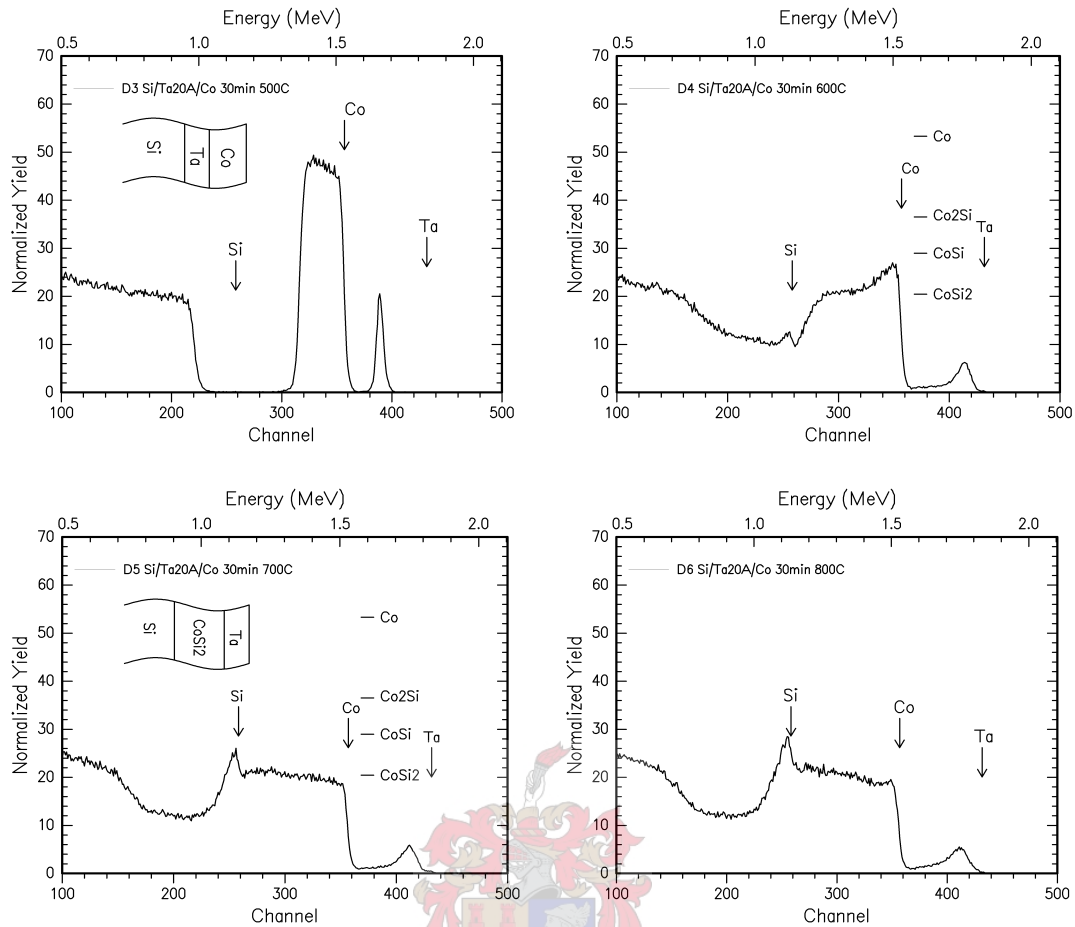 Energy (MeV)
0.5 1.0 1.5 2.0
70
60
50
40
30
20
10
0
Normalized Yield
D3 Si/Ta20A/Co 30min 500C
Si Ta Co
Co
Si
Ta
100 200 300 400 500
Channel
Energy (MeV)
0.5 1.0 1.5 2.0
70
60
50
40
30
20
10
0
Normalized Yield
D4 Si/Ta20A/Co 30min 600C
Co
Co
Co2Si
Ta
Si
CoSi
CoSi2
100 200 300 400 500
Channel
Energy (MeV)
0.5 1.0 1.5 2.0
70
60
50
40
30
20
10
0
Normalized Yield
D5 Si/Ta20A/Co 30min 700C
Si CoSi2 Ta
Co
Si
Co2Si
Co
CoSi
Ta
CoSi2
100 200 300 400 500
Channel
Energy (MeV)
0.5 1.0 1.5 2.0
70
60
50
40
30
20
10
0
Normalized Yield
D6 Si/Ta20A/Co 30min 800C
Si
Co
Ta
100 200 300 400 500
Channel